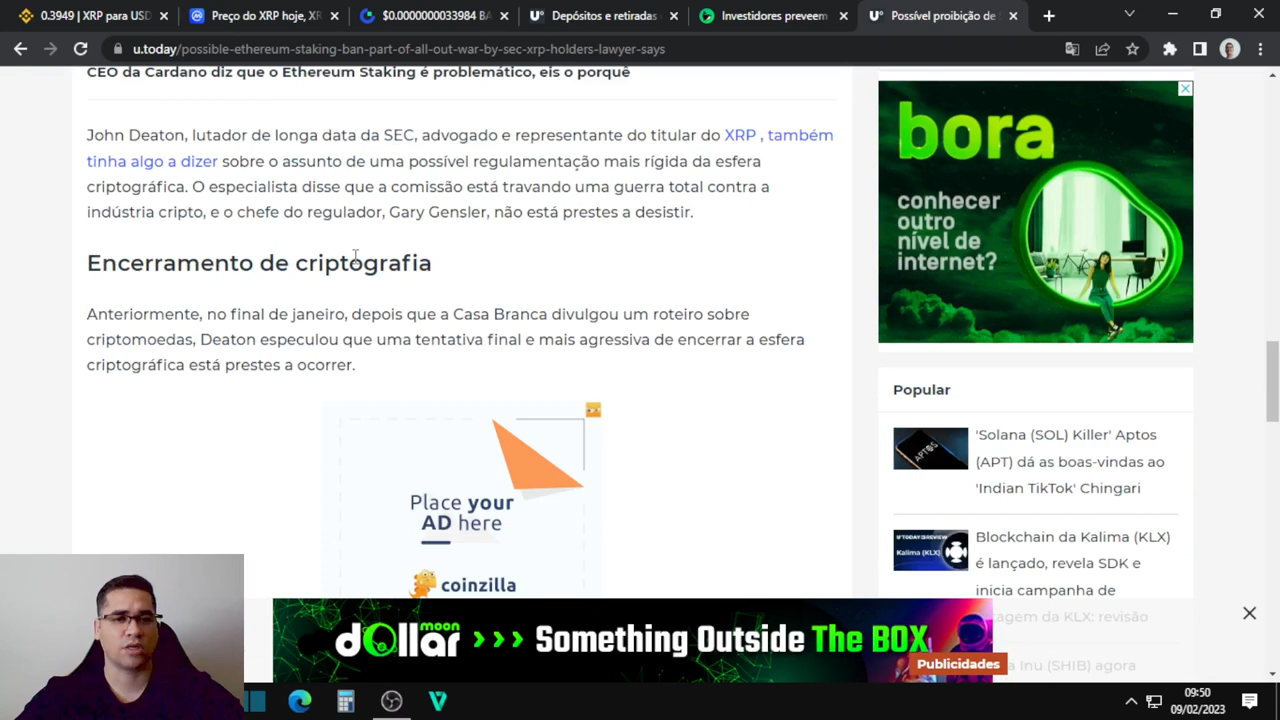 0.3949 | XRP para USD
Preço do XRP hoje, XR
$0.0000000033984 BA
Depósitos e retiradas
Investidores preveem
Possível proibição de
u.today/possible-ethereum-staking-ban-part-of-all-out-war-by-sec-xrp-holders-lawyer-says
CEO da Cardano diz que o Ethereum Staking é problemático, eis o porquê
John Deaton, lutador de longa data da SEC, advogado e representante do titular do XRP , também
tinha algo a dizer sobre o assunto de uma possível regulamentação mais rígida da esfera
criptográfica. O especialista disse que a comissão está travando uma guerra total contra a
indústria cripto, e o chefe do regulador, Gary Gensler, não está prestes a desistir.
Encerramento de criptografia
Anteriormente, no final de janeiro, depois que a Casa Branca divulgou um roteiro sobre
criptomoedas, Deaton especulou que uma tentativa final e mais agressiva de encerrar a esfera
criptográfica está prestes a ocorrer.
Place your
AD here
coinzilla
bora
conhecer
outro
nível de
internet?
Popular
'Solana (SOL) Killer' Aptos
(APT) dá as boas-vindas ao
'Indian TikTok' Chingari
APTOS
Blockchain da Kalima (KLX)
é lançado, revela SDK e
inicia campanha de
tagem da KLX: revisão
U'TODAY REVIEW
Kalima (KLX)
Inu (SHIB) agora
dollar moon >>> Something Outside The BOX
Publicidades
09:50
09/02/2023